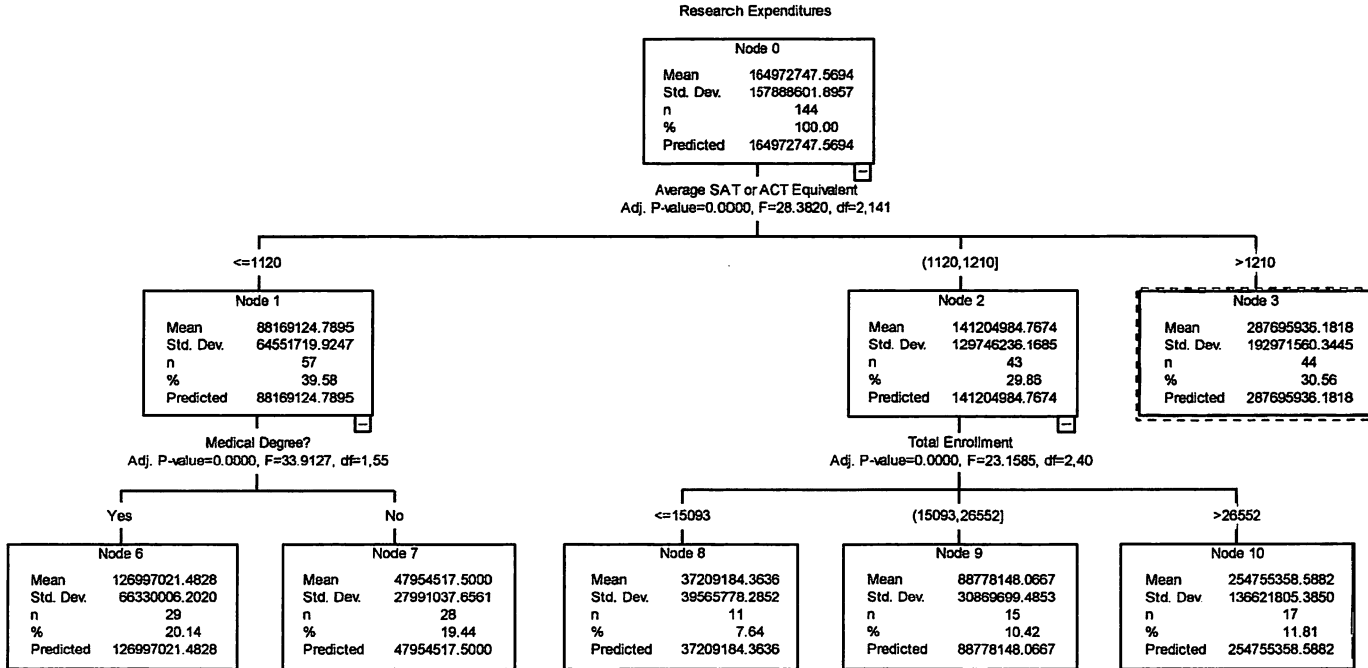 Research Expenditures
Node 0
Mean 164972747.5694
Std. Dev. 157888601.8957
n 144
% 100.00
Predicted 164972747.5694
Average SAT or ACT Equivalent
Adj. P-value=0.0000, F=28.3820, df=2,141
<=1120
(1120,1210]
>1210
Node 1
Mean 88169124.7895
Std. Dev. 64551719.9247
n 57
% 39.58
Predicted 88169124.7895
Node 2
Mean 141204984.7674
Std. Dev. 129746236.1685
n 43
% 29.86
Predicted 141204984.7674
Node 3
Mean 287695936.1818
Std. Dev. 192971560.3445
n 44
% 30.56
Predicted 287695936.1818
Medical Degree?
Adj. P-value=0.0000, F=33.9127, df=1,55
Total Enrollment
Adj. P-value=0.0000, F=23.1585, df=2,40
Yes
No
<=15093
(15093,26552]
>26552
Node 6
Mean 126997021.4828
Std. Dev. 66330006.2020
n 29
% 20.14
Predicted 126997021.4828
Node 7
Mean 47954517.5000
Std. Dev. 27991037.6561
n 28
% 19.44
Predicted 47954517.5000
Node 8
Mean 37209184.3636
Std. Dev. 39565778.2852
n 11
% 7.64
Predicted 37209184.3636
Node 9
Mean 88778148.0667
Std. Dev. 30869699.4853
n 15
% 10.42
Predicted 88778148.0667
Node 10
Mean 254755358.5882
Std. Dev. 136621805.3850
n 17
% 11.81
Predicted 254755358.5882